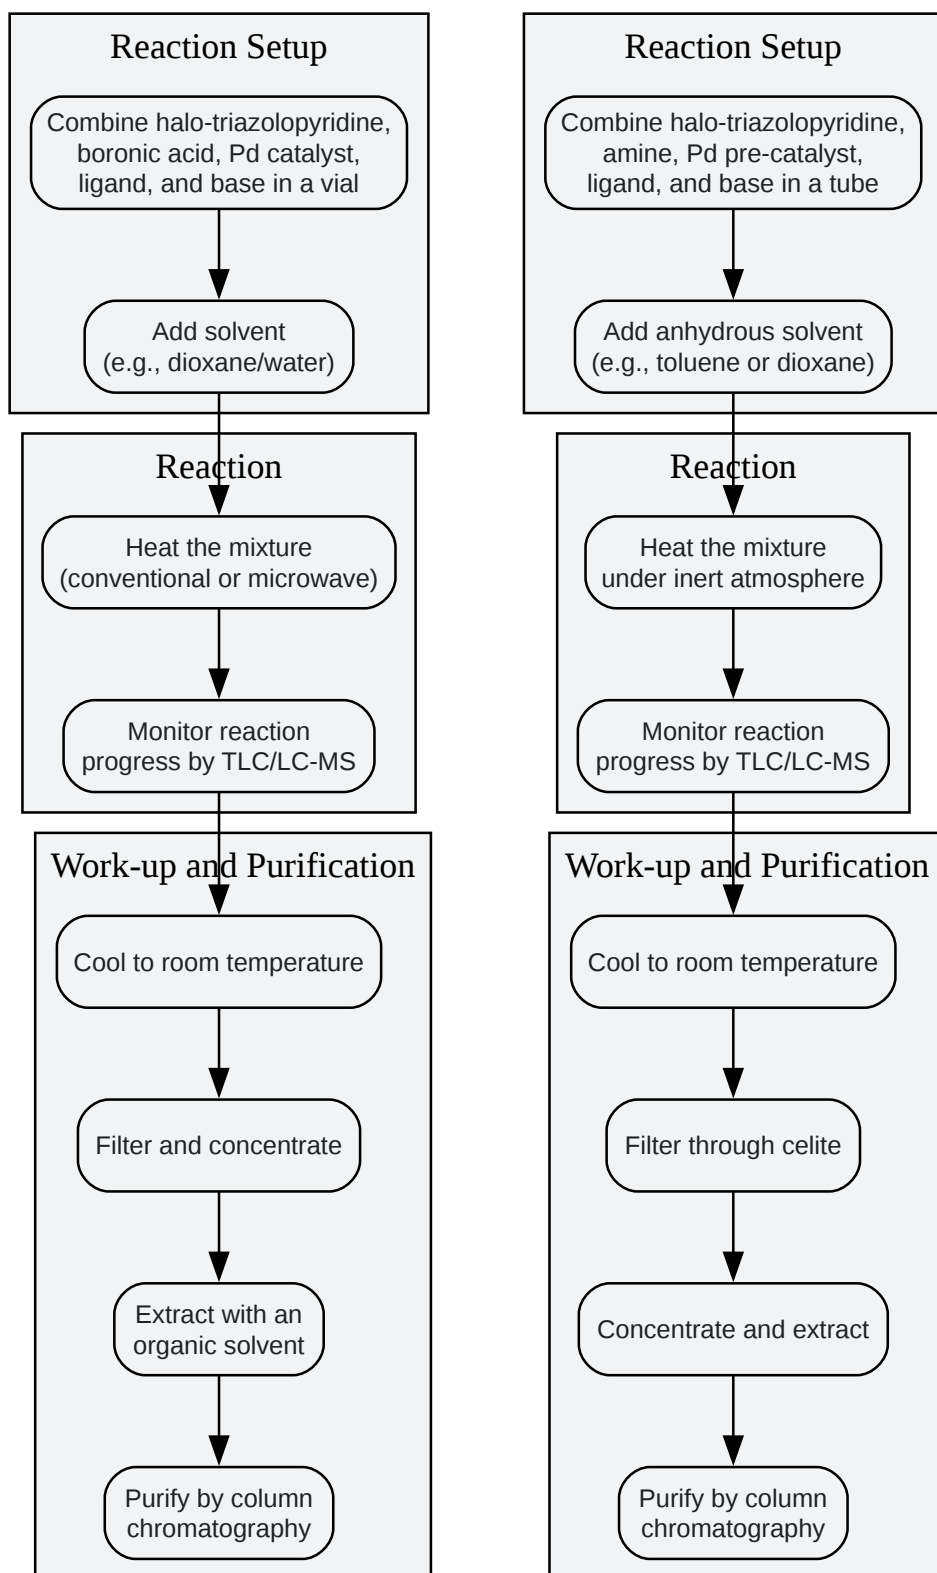 Reaction Setup
Combine halo-triazolopyridine,
boronic acid, Pd catalyst,
ligand, and base in a vial
Add solvent
(e.g., dioxane/water)
Reaction
Heat the mixture
(conventional or microwave)
Monitor reaction
progress by TLC/LC-MS
Work-up and Purification
Cool to room temperature
Filter and concentrate
Extract with an
organic solvent
Purify by column
chromatography
Reaction Setup
Combine halo-triazolopyridine,
amine, Pd pre-catalyst,
ligand, and base in a tube
Add anhydrous solvent
(e.g., toluene or dioxane)
Reaction
Heat the mixture
under inert atmosphere
Monitor reaction
progress by TLC/LC-MS
Work-up and Purification
Cool to room temperature
Filter through celite
Concentrate and extract
Purify by column
chromatography